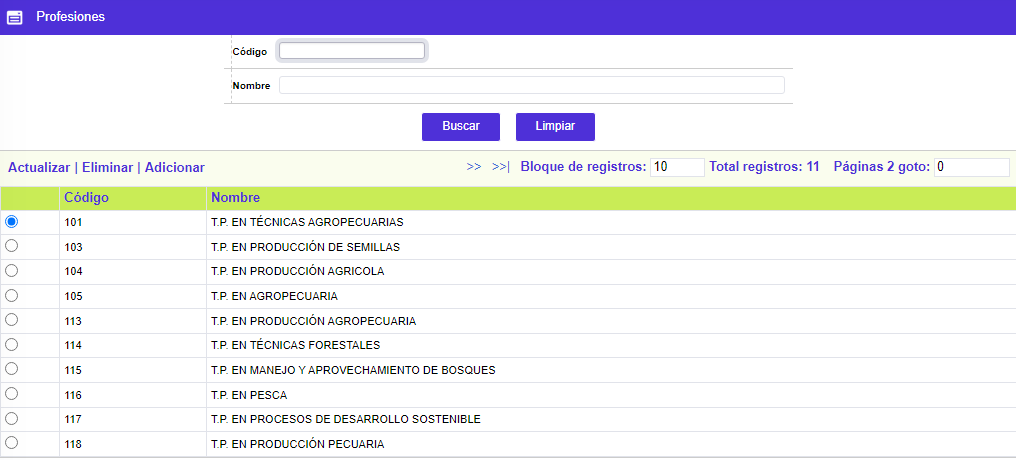 Profesiones
Código
Nombre
Buscar Limpiar
Actualizar | Eliminar | Adicionar >> >>| Bloque de registros: 10 Total registros: 11 Páginas 2 goto: 0
Código Nombre
101 T.P. EN TÉCNICAS AGROPECUARIAS
103 T.P. EN PRODUCCIÓN DE SEMILLAS
104 T.P. EN PRODUCCIÓN AGRICOLA
105 T.P. EN AGROPECUARIA
113 T.P. EN PRODUCCIÓN AGROPECUARIA
114 T.P. EN TÉCNICAS FORESTALES
115 T.P. EN MANEJO Y APROVECHAMIENTO DE BOSQUES
116 T.P. EN PESCA
117 T.P. EN PROCESOS DE DESARROLLO SOSTENIBLE
118 T.P. EN PRODUCCIÓN PECUARIA